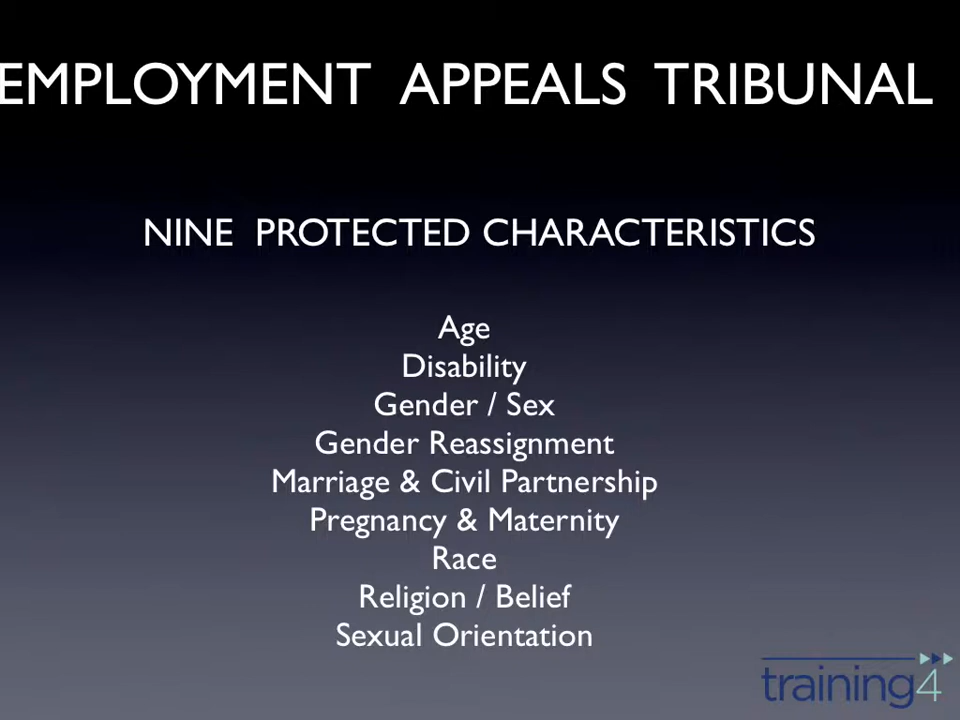 EMPLOYMENT APPEALS TRIBUNAL
NINE PROTECTED CHARACTERISTICS
Age
Disability
Gender / Sex
Gender Reassignment
Marriage & Civil Partnership
Pregnancy & Maternity
Race
Religion / Belief
Sexual Orientation
training4